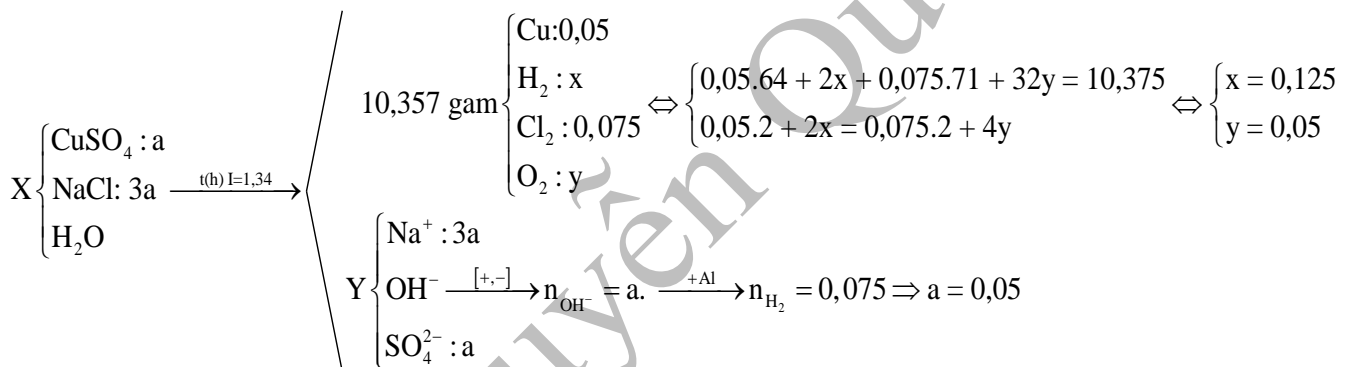 X { CuSO₄ : a
NaCl: 3a
H₂O
t(h) I=1,34 →
10,357 gam { Cu:0,05
H₂ : x
Cl₂ : 0,075
O₂ : y
⇔ { 0,05.64 + 2x + 0,075.71 + 32y = 10,375
0,05.2 + 2x = 0,075.2 + 4y
⇔ { x = 0,125
y = 0,05
Y { Na⁺ : 3a
OH⁻ —[+,−]→ n_OH⁻ = a. —+Al→ n_H₂ = 0,075 ⇒ a = 0,05
SO₄²⁻ : a